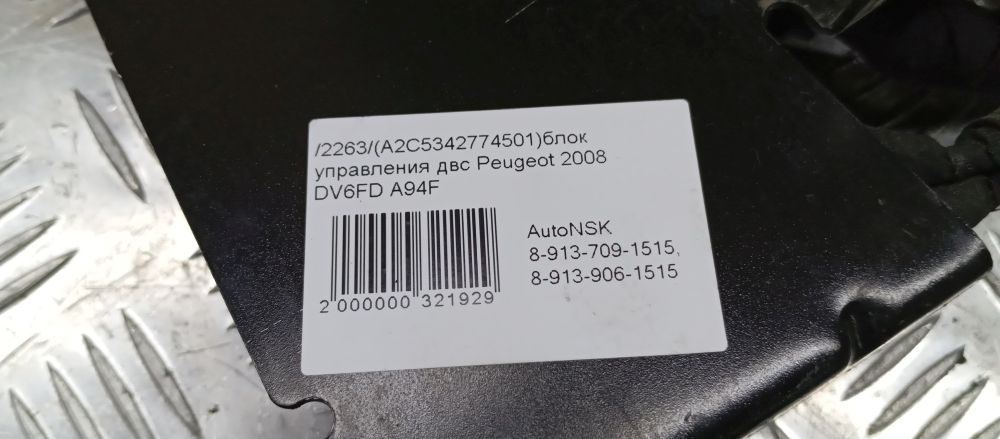 /2263/(A2C5342774501)блок
управления двс Peugeot 2008
DV6FD A94F
AutoNSK
8-913-709-1515,
8-913-906-1515
2 000000 321929